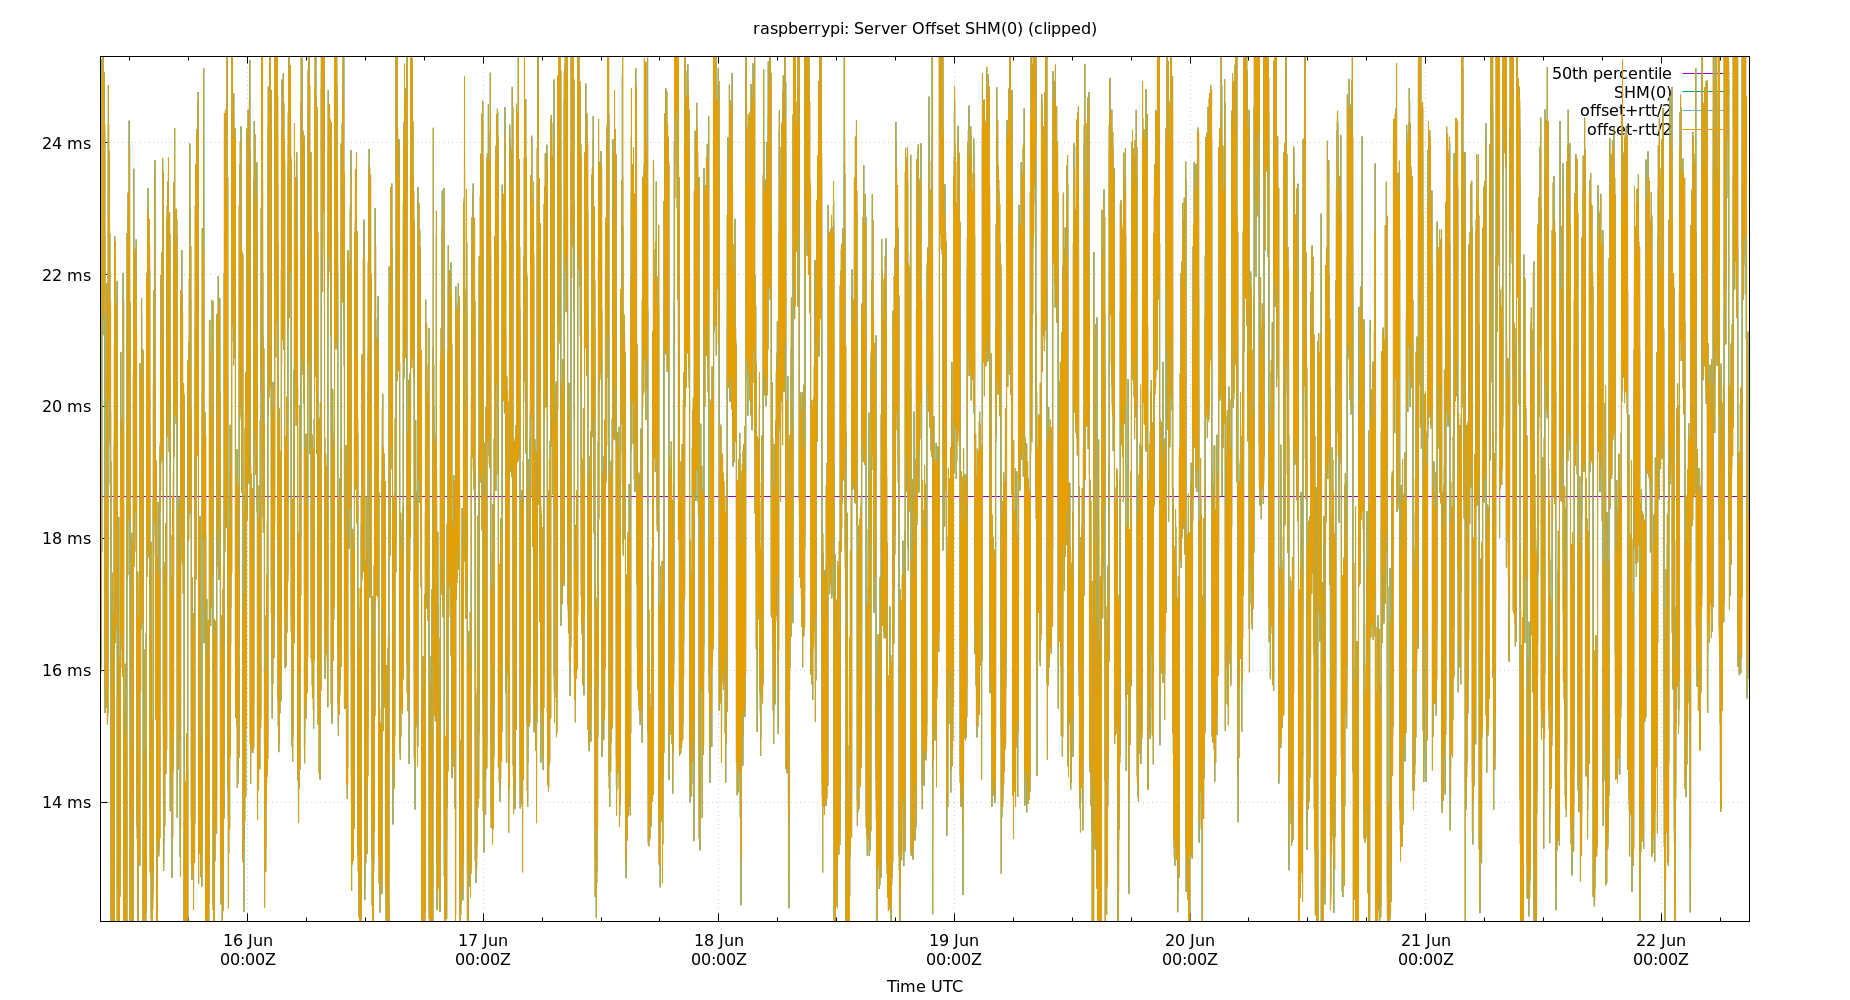 raspberrypi: Server Offset SHM(0) (clipped)
50th percentile
SHM(0)
offset+rtt/2
offset-rtt/2
24 ms
22 ms
20 ms
18 ms
16 ms
14 ms
16 Jun
00:00Z
17 Jun
00:00Z
18 Jun
00:00Z
19 Jun
00:00Z
20 Jun
00:00Z
21 Jun
00:00Z
22 Jun
00:00Z
Time UTC